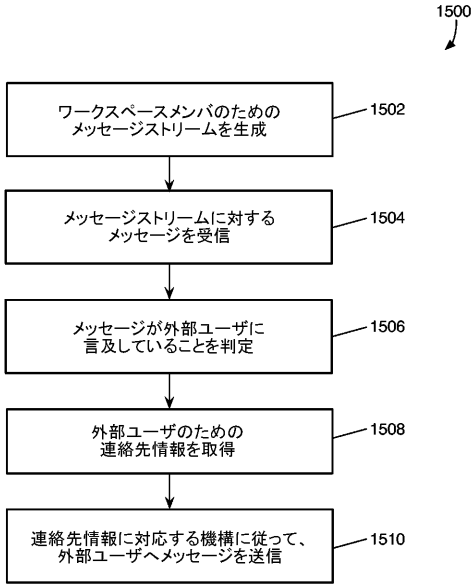 1500
ワークスペースメンバのための
メッセージストリームを生成
1502
メッセージストリームに対する
メッセージを受信
1504
メッセージが外部ユーザに
言及していることを判定
1506
外部ユーザのための
連絡先情報を取得
1508
連絡先情報に対応する機構に従って、
外部ユーザへメッセージを送信
1510